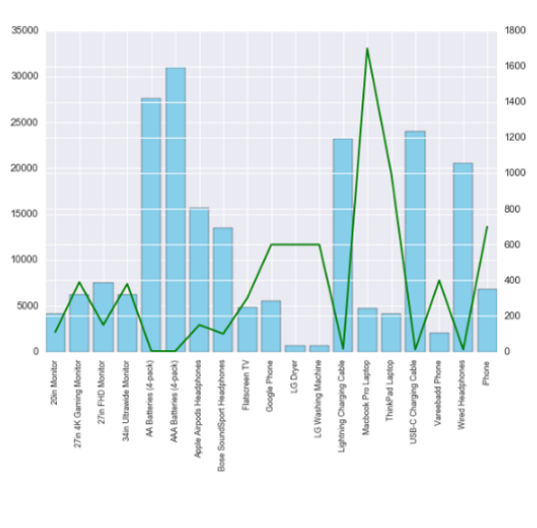 35000
30000
25000
20000
15000
10000
5000
0
1800
1600
1400
1200
1000
800
600
400
200
0
20in Monitor
27in 4K Gaming Monitor
27in FHD Monitor
34in Ultrawide Monitor
AA Batteries (4-pack)
AAA Batteries (4-pack)
Apple Airpods Headphones
Bose SoundSport Headphones
Flatscreen TV
Google Phone
LG Dryer
LG Washing Machine
Lightning Charging Cable
Macbook Pro Laptop
ThinkPad Laptop
USB-C Charging Cable
Vareebadd Phone
Wired Headphones
iPhone